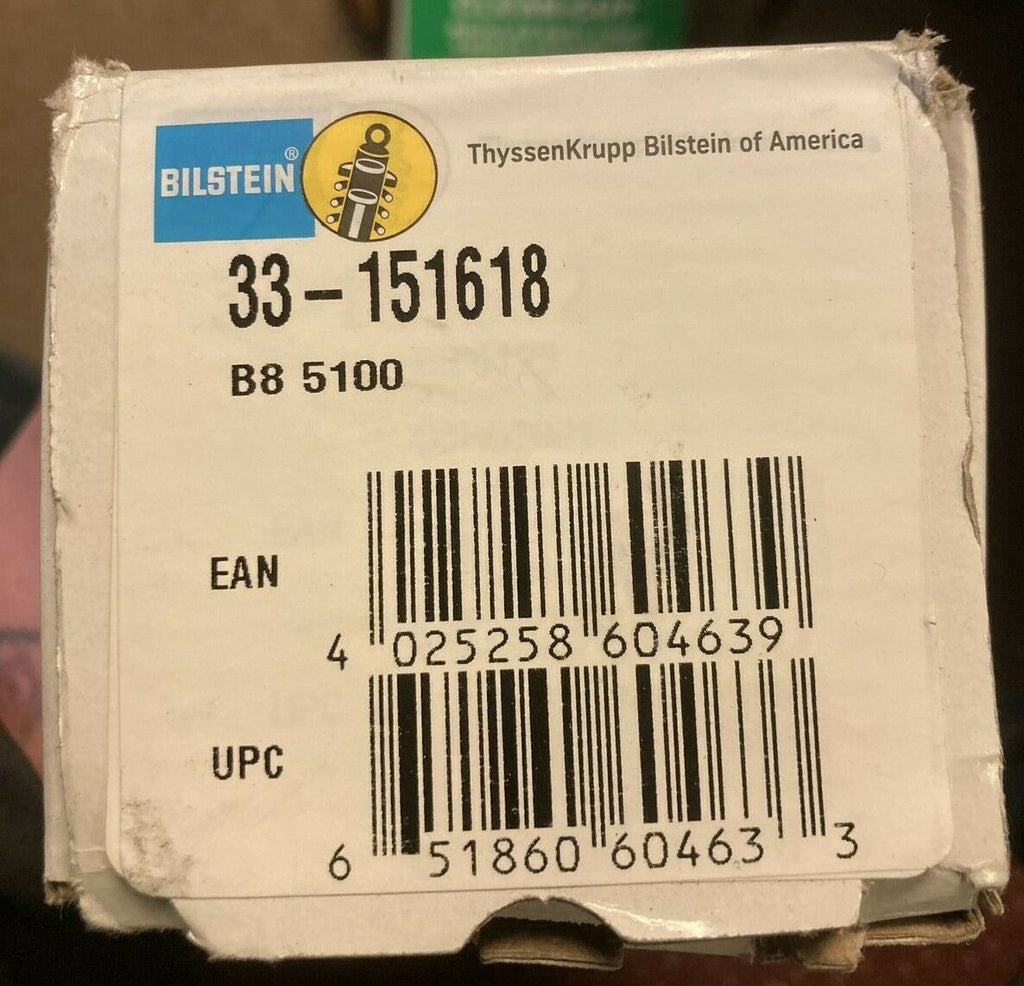 BILSTEIN®
ThyssenKrupp Bilstein of America
33-151618
B8 5100
EAN
4 025258 604639
UPC
6 51860 60463 3